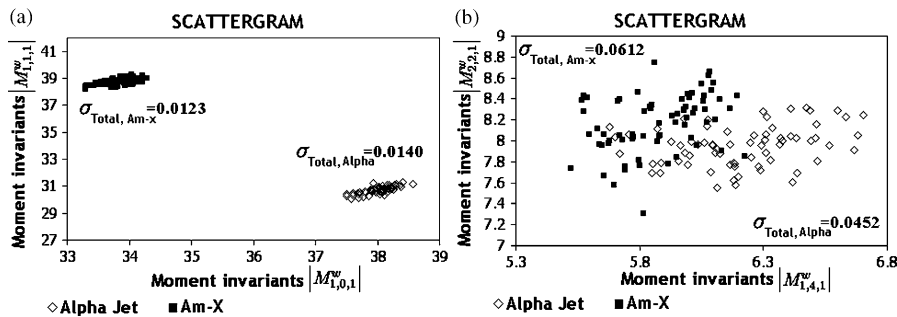 (a)
SCATTERGRAM
Moment invariants |M^w_{1,1,1}|
41
39
37
35
33
31
29
27
σ_{Total, Am-x}=0.0123
σ_{Total, Alpha}=0.0140
33 34 35 36 37 38 39
Moment invariants |M^w_{1,0,1}|
◇ Alpha Jet ■ Am-X
(b)
SCATTERGRAM
Moment invariants |M^w_{2,2,1}|
9
8.8
8.6
8.4
8.2
8
7.8
7.6
7.4
7.2
7
σ_{Total, Am-x}=0.0612
σ_{Total, Alpha}=0.0452
5.3 5.8 6.3 6.8
Moment invariants |M^w_{1,4,1}|
◇ Alpha Jet ■ Am-X